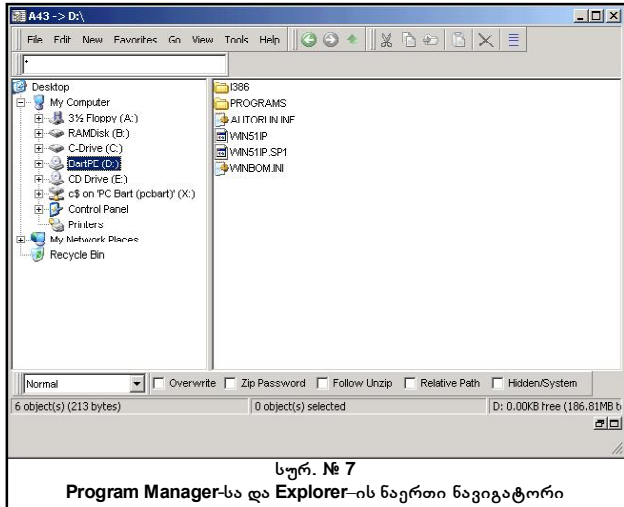 A43 -> D:\
File Edit New Favorites Go View Tools Help
*
Desktop
My Computer
3½ Floppy (A:)
RAMDisk (B:)
C-Drive (C:)
BartPE (D:)
CD Drive (E:)
c$ on 'PC Bart (pcbart)' (X:)
Control Panel
Printers
My Network Places
Recycle Bin
I386
PROGRAMS
AUTORUN.INF
WIN51IP
WIN51IP.SP1
WINBOM.INI
Normal Overwrite Zip Password Follow Unzip Relative Path Hidden/System
6 object(s) (213 bytes) 0 object(s) selected D: 0.00KB free (186.81MB
სურ. № 7
Program Manager-სა და Explorer–ის ნაერთი ნავიგატორი